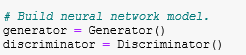 # Build neural network model.
generator = Generator()
discriminator = Discriminator()